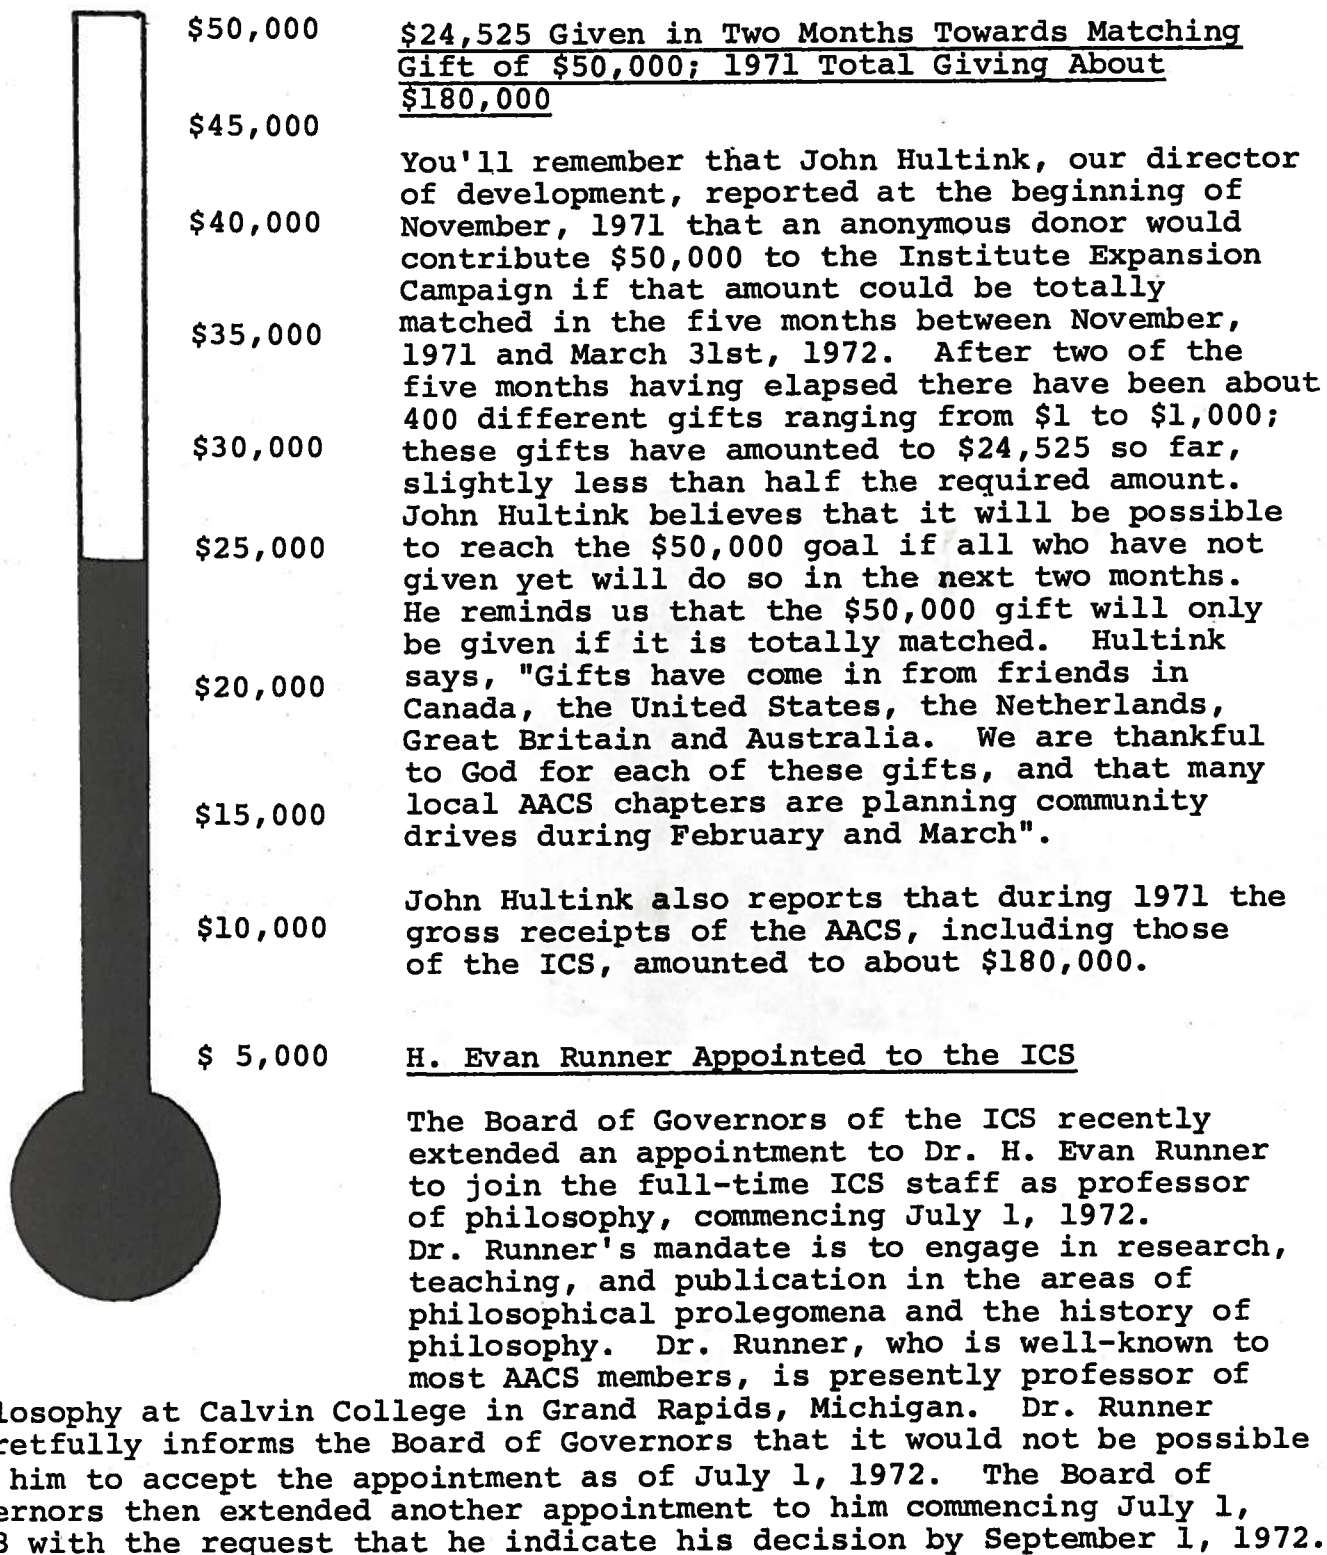 $50,000
$45,000
$40,000
$35,000
$30,000
$25,000
$20,000
$15,000
$10,000
$ 5,000
$24,525 Given in Two Months Towards Matching
Gift of $50,000; 1971 Total Giving About
$180,000
You'll remember that John Hultink, our director
of development, reported at the beginning of
November, 1971 that an anonymous donor would
contribute $50,000 to the Institute Expansion
Campaign if that amount could be totally
matched in the five months between November,
1971 and March 31st, 1972.  After two of the
five months having elapsed there have been about
400 different gifts ranging from $1 to $1,000;
these gifts have amounted to $24,525 so far,
slightly less than half the required amount.
John Hultink believes that it will be possible
to reach the $50,000 goal if all who have not
given yet will do so in the next two months.
He reminds us that the $50,000 gift will only
be given if it is totally matched.  Hultink
says, "Gifts have come in from friends in
Canada, the United States, the Netherlands,
Great Britain and Australia.  We are thankful
to God for each of these gifts, and that many
local AACS chapters are planning community
drives during February and March".
John Hultink also reports that during 1971 the
gross receipts of the AACS, including those
of the ICS, amounted to about $180,000.
H. Evan Runner Appointed to the ICS
The Board of Governors of the ICS recently
extended an appointment to Dr. H. Evan Runner
to join the full-time ICS staff as professor
of philosophy, commencing July 1, 1972.
Dr. Runner's mandate is to engage in research,
teaching, and publication in the areas of
philosophical prolegomena and the history of
philosophy.  Dr. Runner, who is well-known to
most AACS members, is presently professor of
losophy at Calvin College in Grand Rapids, Michigan.  Dr. Runner
retfully informs the Board of Governors that it would not be possible
him to accept the appointment as of July 1, 1972.  The Board of
ernors then extended another appointment to him commencing July 1,
3 with the request that he indicate his decision by September 1, 1972.